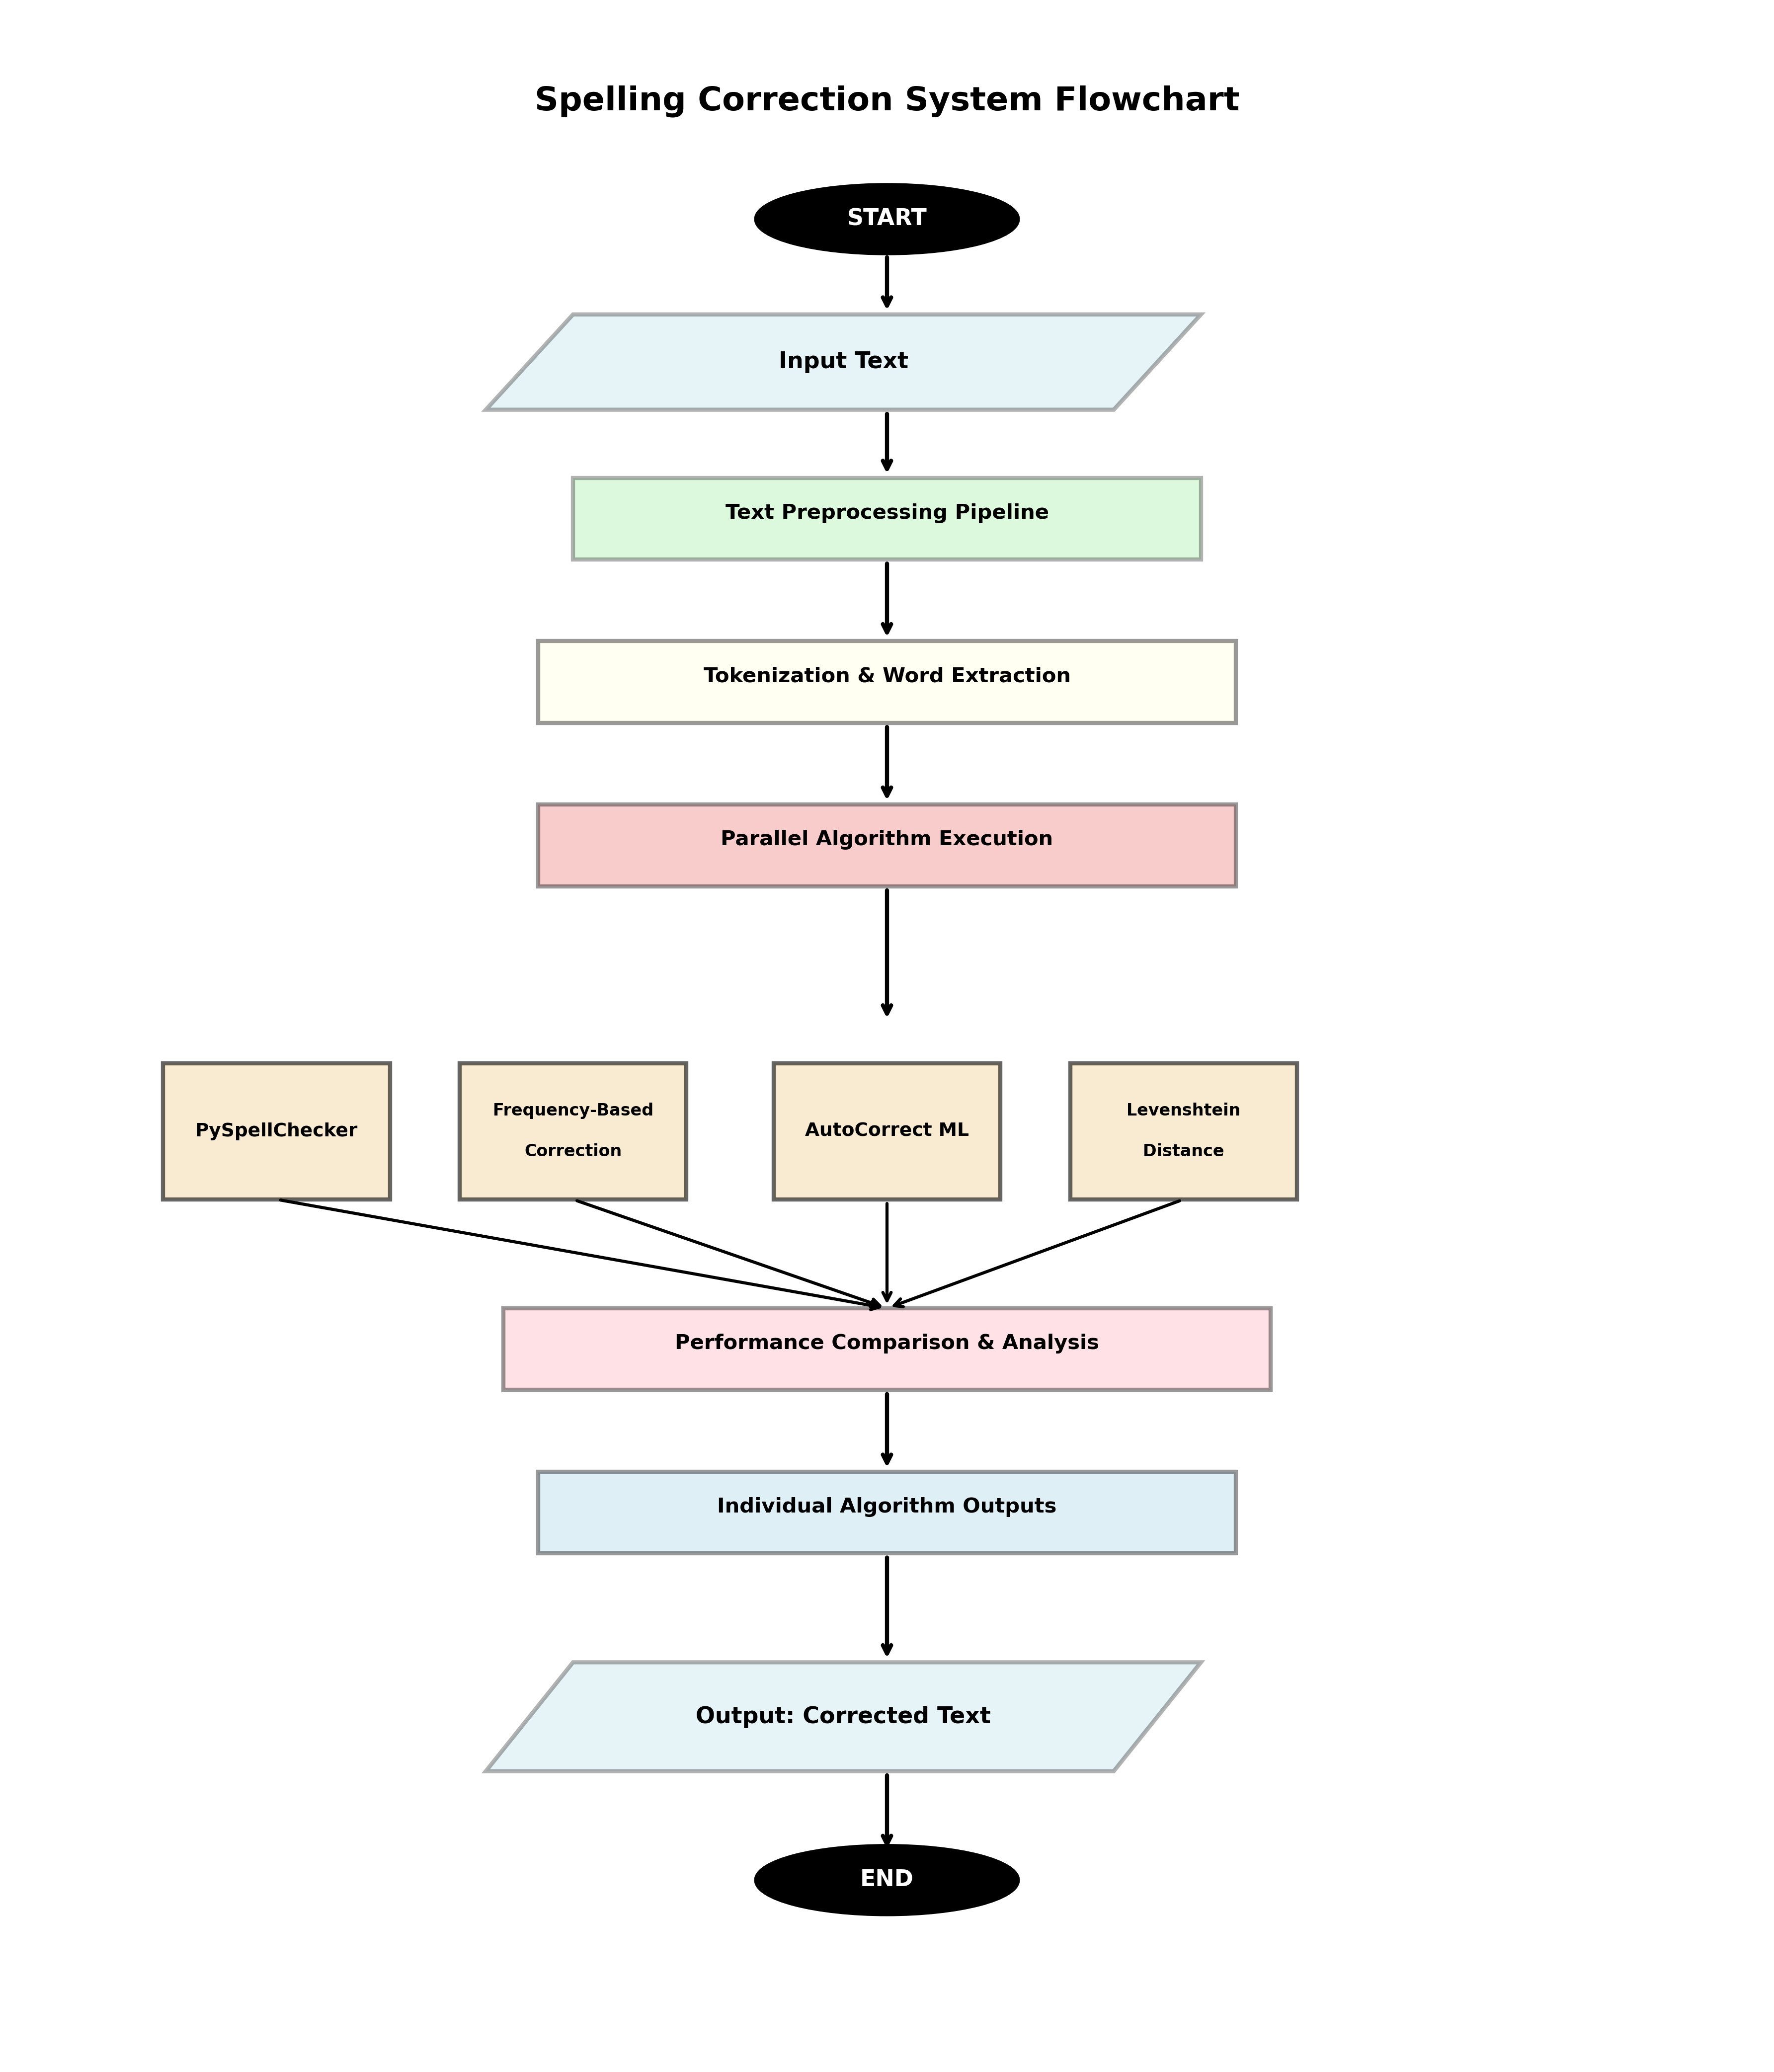 Spelling Correction System Flowchart
START
Input Text
Text Preprocessing Pipeline
Tokenization & Word Extraction
Parallel Algorithm Execution
PySpellChecker
Frequency-Based
Correction
AutoCorrect ML
Levenshtein
Distance
Performance Comparison & Analysis
Individual Algorithm Outputs
Output: Corrected Text
END